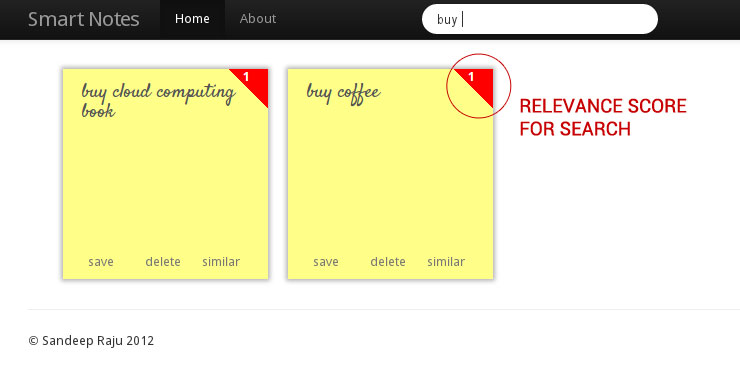 Smart Notes Home About buy
1 1
buy cloud computing buy coffee
book
RELEVANCE SCORE
FOR SEARCH
save delete similar save delete similar
© Sandeep Raju 2012